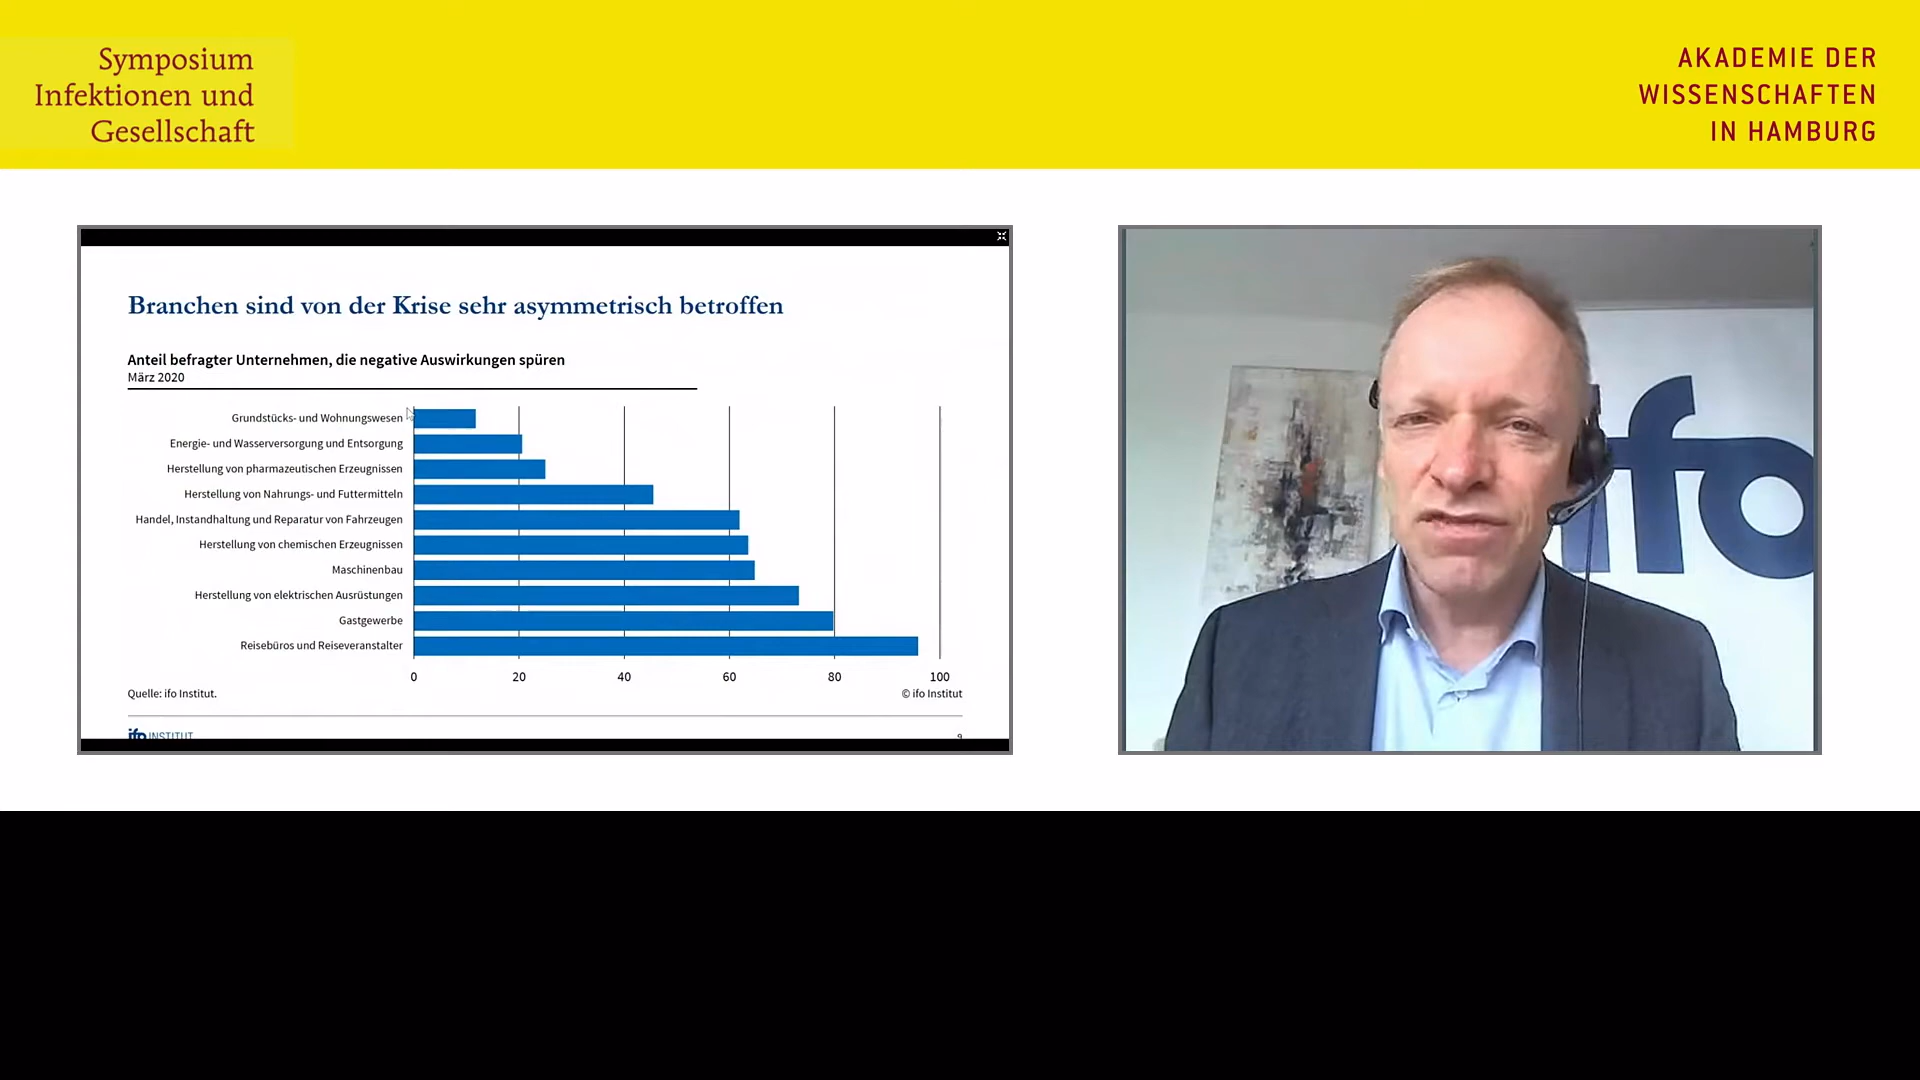 Symposium
Infektionen und
Gesellschaft
AKADEMIE DER
WISSENSCHAFTEN
IN HAMBURG
Branchen sind von der Krise sehr asymmetrisch betroffen
Anteil befragter Unternehmen, die negative Auswirkungen spüren
März 2020
Grundstücks- und Wohnungswesen
Energie- und Wasserversorgung und Entsorgung
Herstellung von pharmazeutischen Erzeugnissen
Herstellung von Nahrungs- und Futtermitteln
Handel, Instandhaltung und Reparatur von Fahrzeugen
Herstellung von chemischen Erzeugnissen
Maschinenbau
Herstellung von elektrischen Ausrüstungen
Gastgewerbe
Reisebüros und Reiseveranstalter
0 20 40 60 80 100
Quelle: ifo Institut. © ifo Institut
ifo INSTITUT 9
ifo